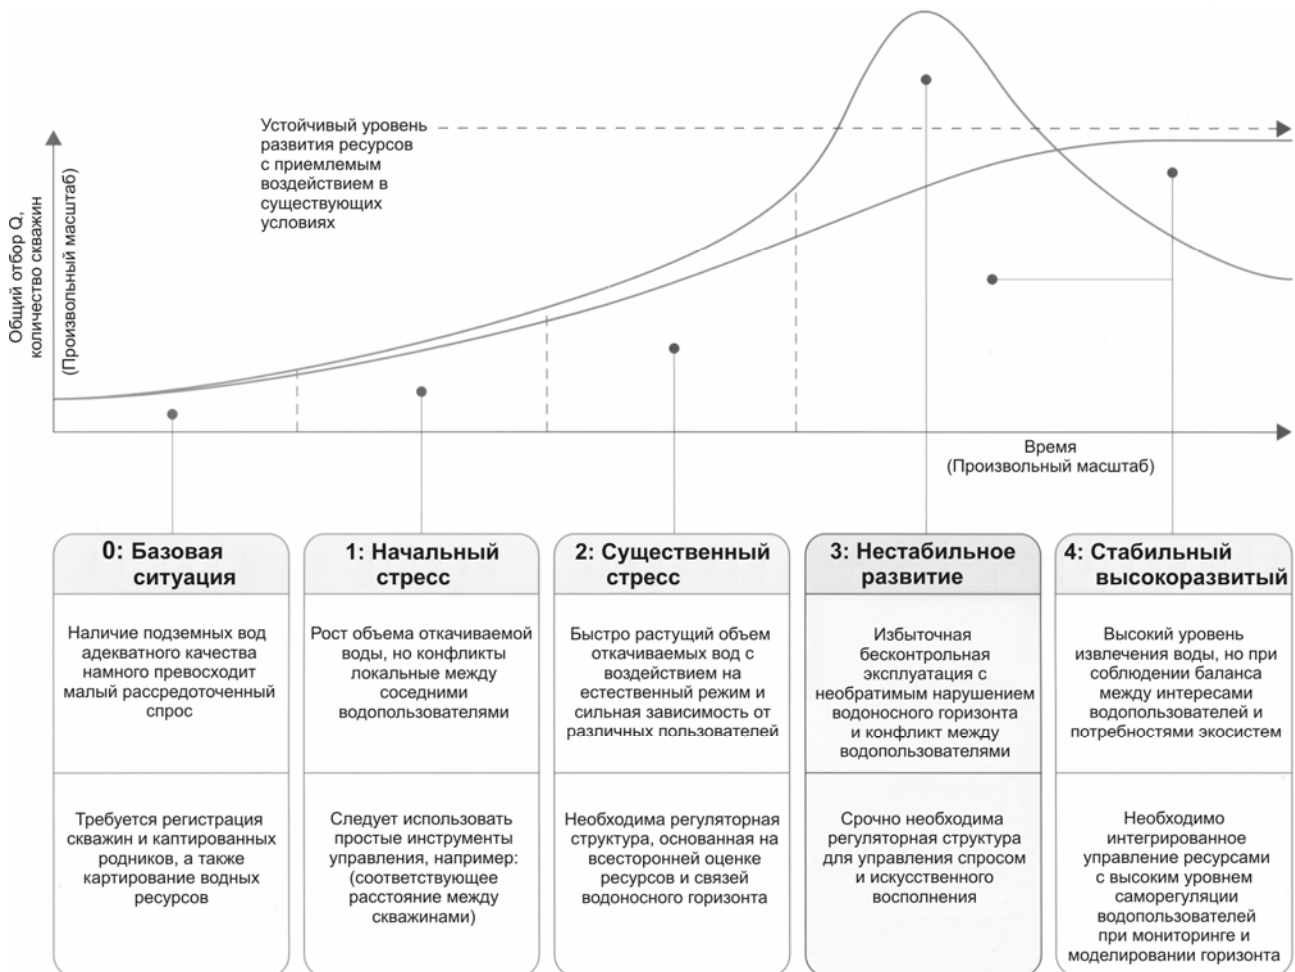 Устойчивый уровень
развития ресурсов
с приемлемым
воздействием в
существующих
условиях
Общий отбор Q,
количество скважин
(Произвольный масштаб)
Время
(Произвольный масштаб)
0: Базовая
ситуация
Наличие подземных вод
адекватного качества
намного превосходит
малый рассредоточенный
спрос
Требуется регистрация
скважин и каптированных
родников, а также
картирование водных
ресурсов
1: Начальный
стресс
Рост объема откачиваемой
воды, но конфликты
локальные между
соседними
водопользователями
Следует использовать
простые инструменты
управления, например:
(соответствующее
расстояние между
скважинами)
2: Существенный
стресс
Быстро растущий объем
откачиваемых вод с
воздействием на
естественный режим и
сильная зависимость от
различных пользователей
Необходима регуляторная
структура, основанная на
всесторонней оценке
ресурсов и связей
водоносного горизонта
3: Нестабильное
развитие
Избыточная
бесконтрольная
эксплуатация с
необратимым нарушением
водоносного горизонта
и конфликт между
водопользователями
Срочно необходима
регуляторная структура
для управления спросом
и искусственного
восполнения
4: Стабильный
высокоразвитый
Высокий уровень
извлечения воды, но при
соблюдении баланса
между интересами
водопользователей и
потребностями экосистем
Необходимо
интегрированное
управление ресурсами
с высоким уровнем
саморегуляции
водопользователей
при мониторинге и
моделировании горизонта